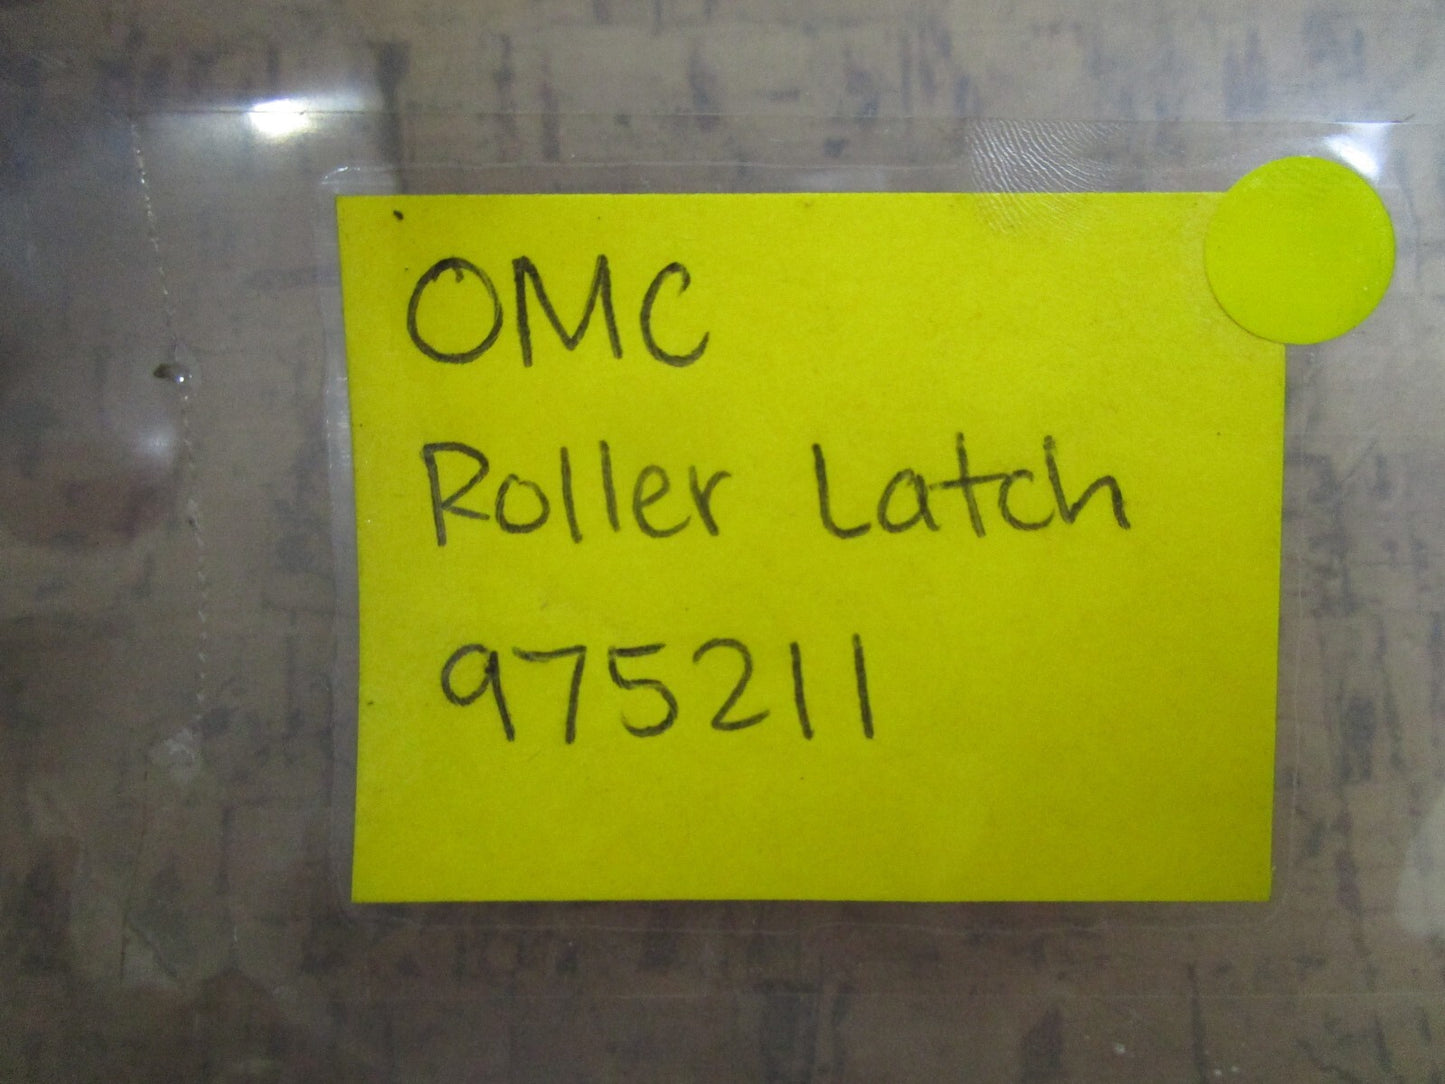 OMC
Roller Latch
975211